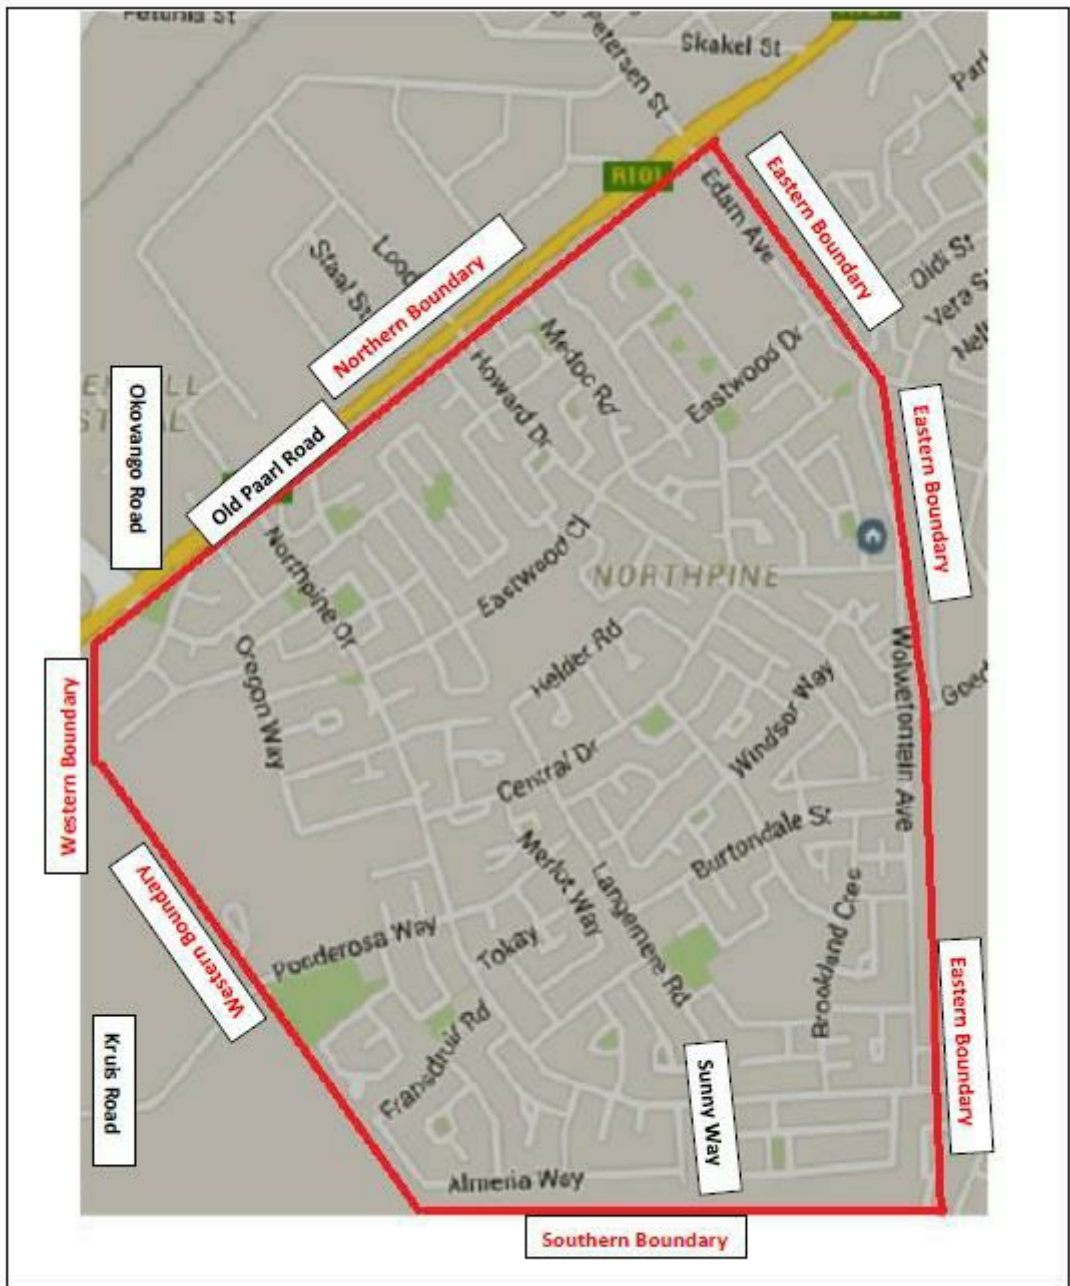 Petunia St
Skakel St
Petersen St
R101
Edam Ave
Eastern Boundary
Didi St
Vera S
Nell
Staal St
Northern Boundary
Medoc Rd
Howard Dr
Eastwood Dr
Okovango Road
Old Paarl Road
Eastern Boundary
Northpine Dr
Eastwood Cl
NORTHPINE
Oregon Way
Helder Rd
Wolwefontein Ave
Western Boundary
Windsor Way
Central Dr
Burtondale St
Merlot Way
Langemere Rd
Western Boundary
Ponderosa Way
Tokay
Brookland Cres
Eastern Boundary
Fransdruif Rd
Kruis Road
Sunny Way
Almeria Way
Southern Boundary